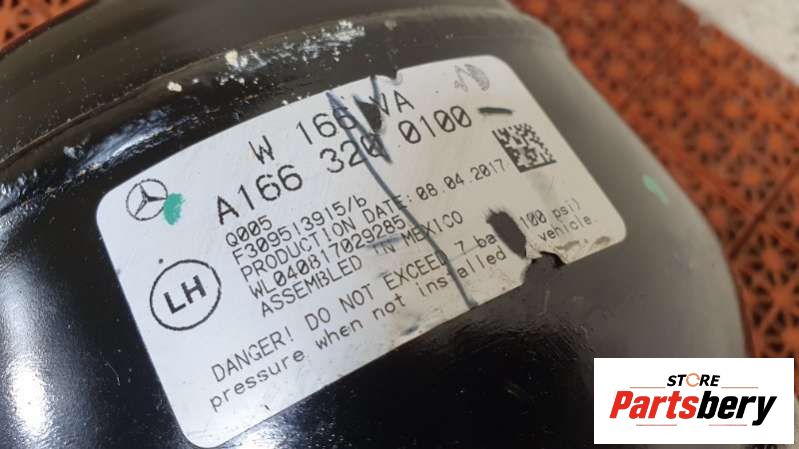 W 166 VA
A166 320 0100
Q005
F309513915/b
PRODUCTION DATE: 08.04.2017
WL040817029285
ASSEMBLED IN MEXICO
LH
DANGER! DO NOT EXCEED 7 ba 100 psi)
pressure when not installed vehicle.
STORE
Partsbery